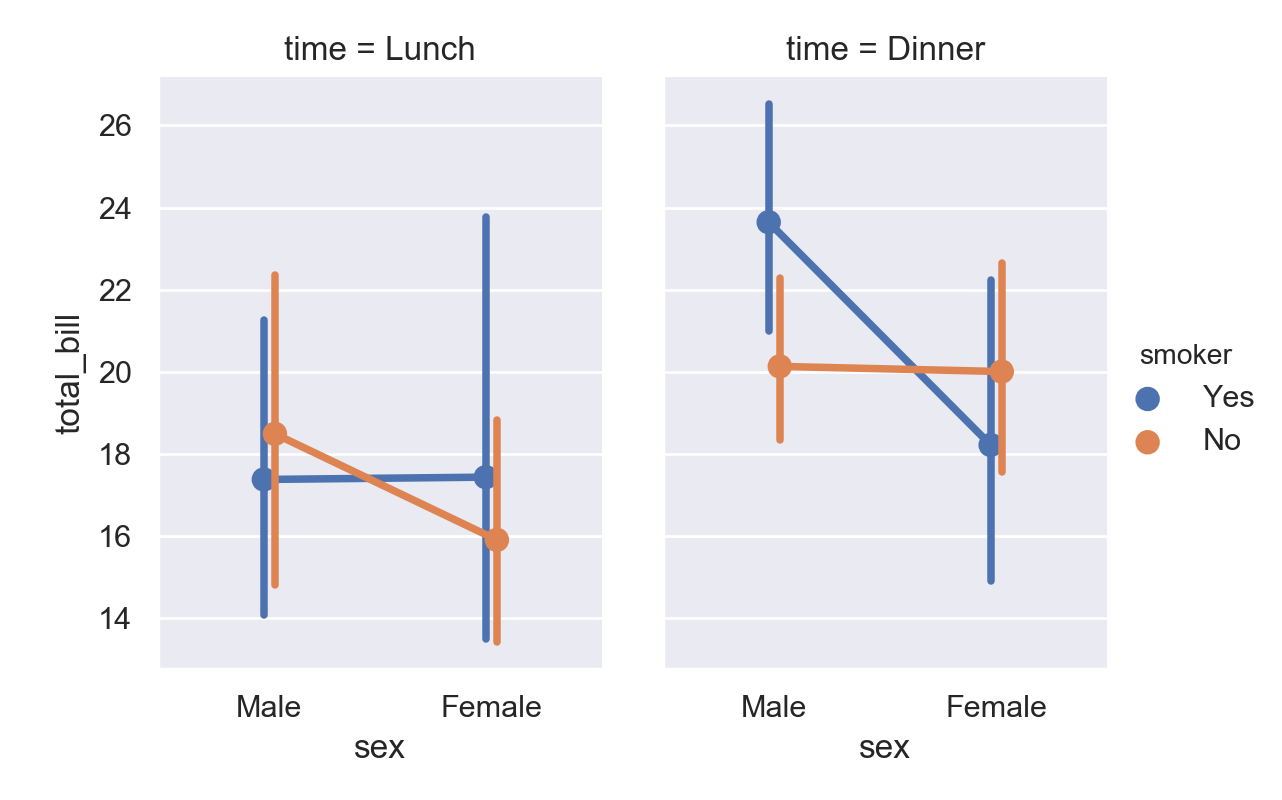 time = Lunch
time = Dinner
26
24
22
20
18
16
14
total_bill
Male
Female
Male
Female
sex
sex
smoker
Yes
No